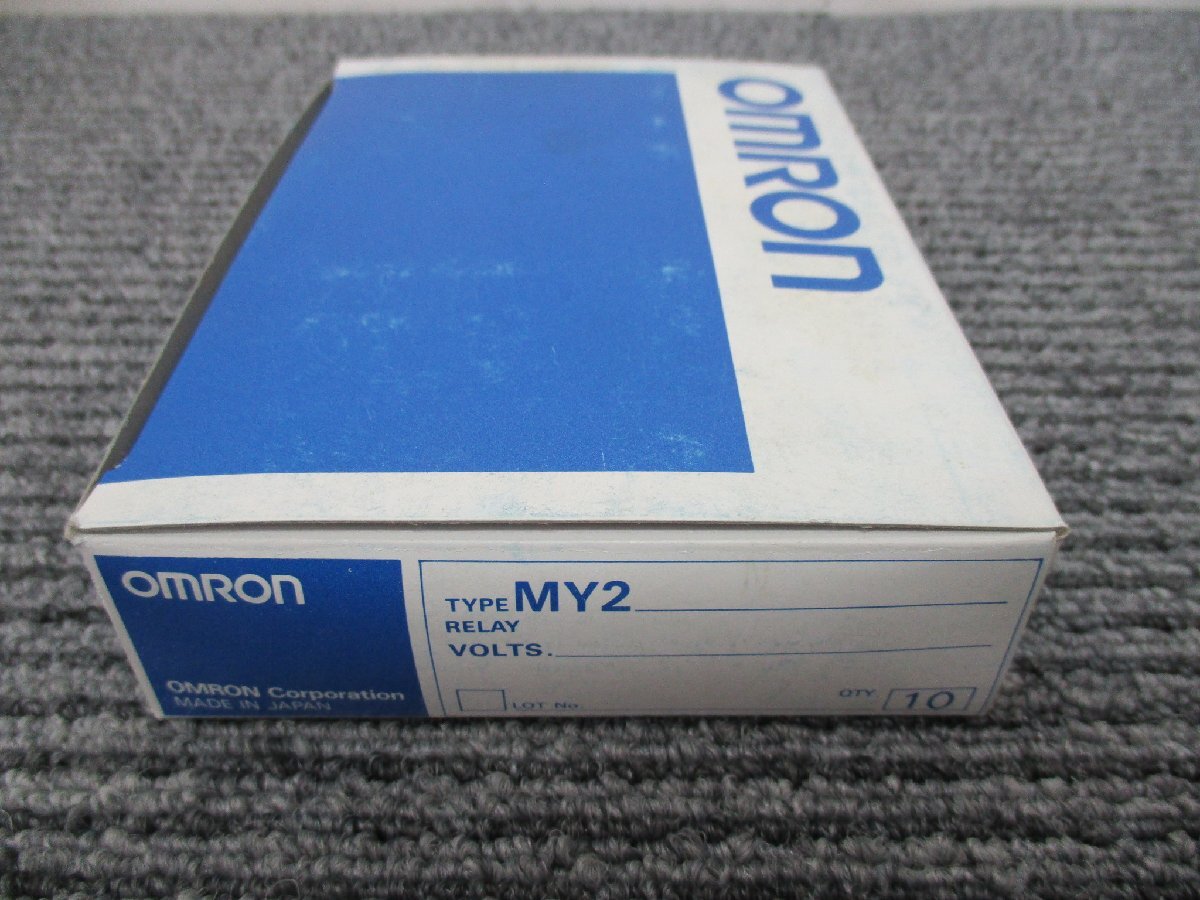 OMRON
OMRON
TYPE MY2
RELAY
VOLTS.
OMRON Corporation
MADE IN JAPAN
LOT No.
QTY. 10